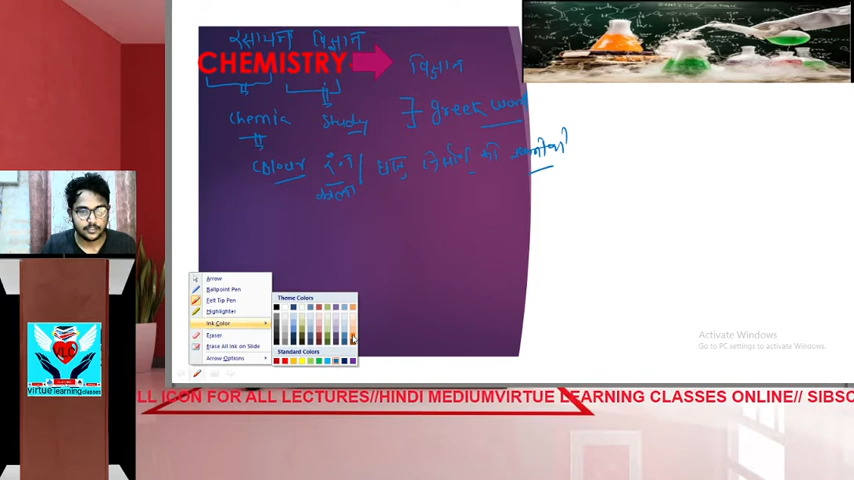 रसायन विज्ञान
CHEMISTRY
विज्ञान
Chemia Study ] greek word
colour रंग / धातु की
काला
Arrow
Ballpoint Pen
Felt Tip Pen
Highlighter
Ink Color
Eraser
Erase All Ink on Slide
Arrow Options
Theme Colors
Standard Colors
Activate Windows
Go to PC settings to activate Windows.
VLC
virtue learning classes
LL ICON FOR ALL LECTURES//HINDI MEDIUMVIRTUE LEARNING CLASSES ONLINE// SIBSC